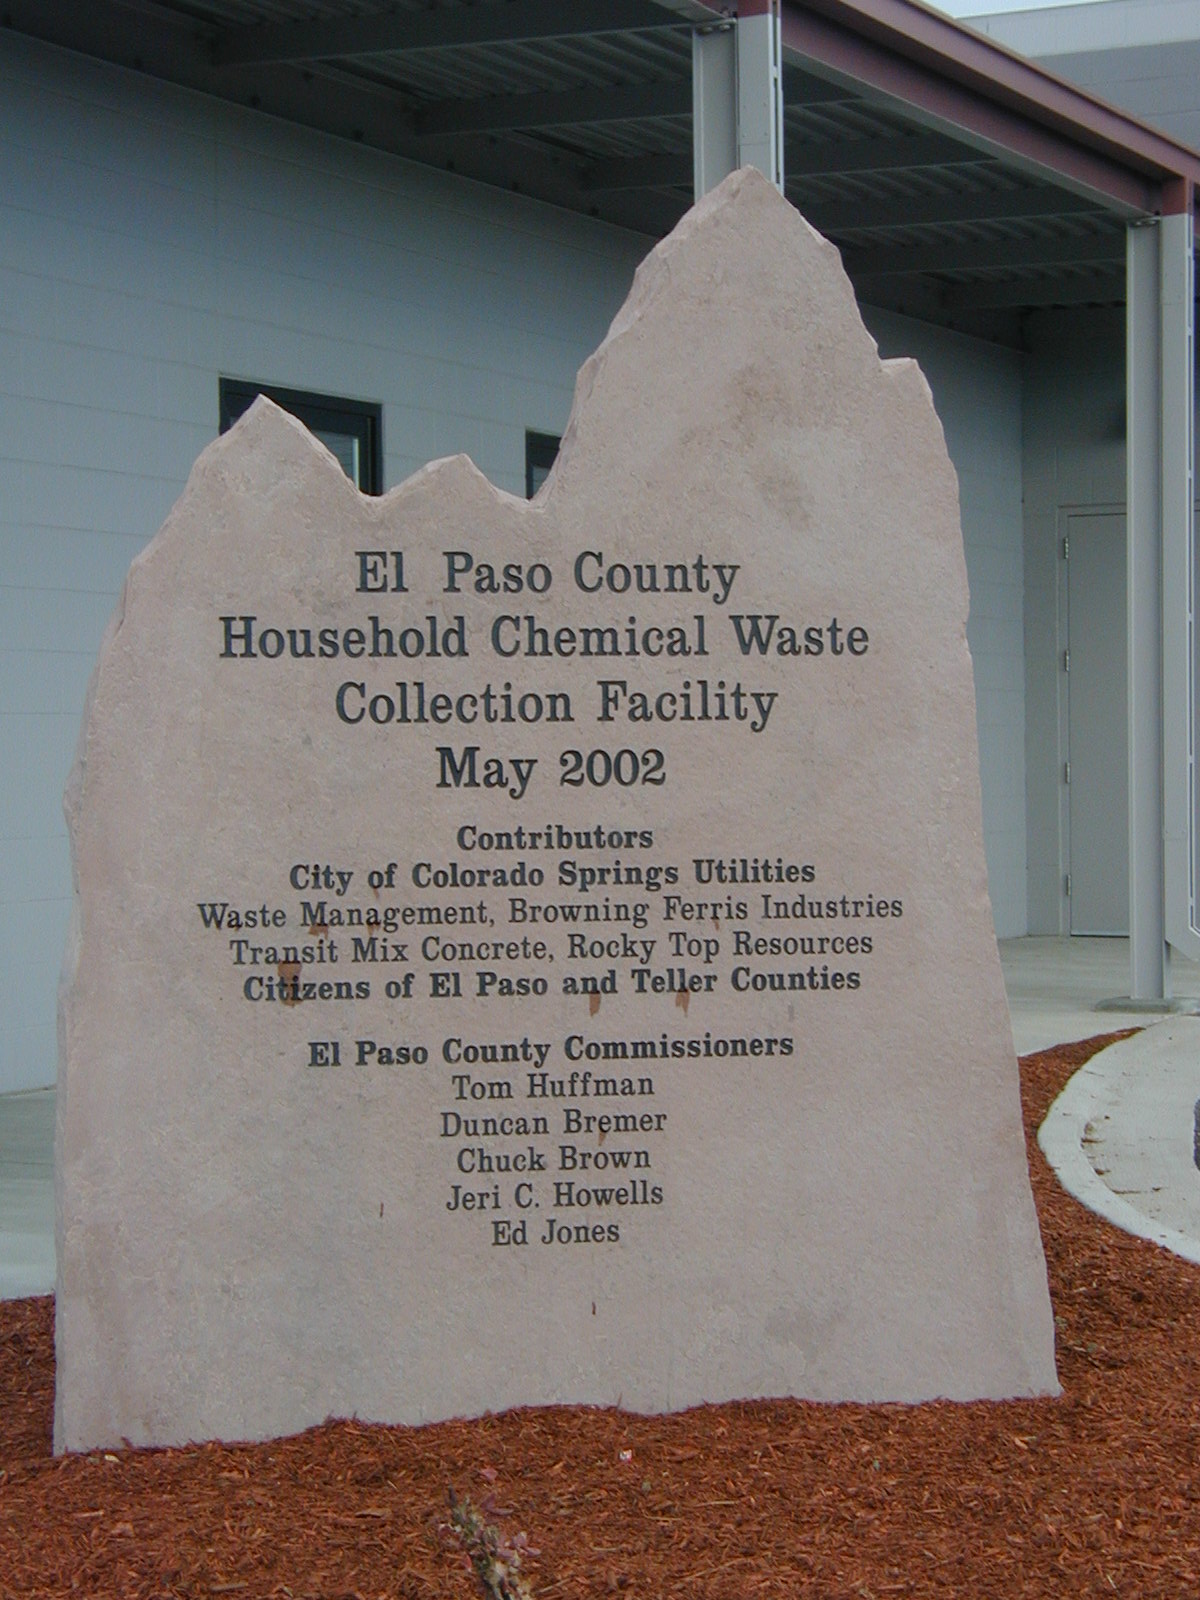 El Paso County
Household Chemical Waste
Collection Facility
May 2002
Contributors
City of Colorado Springs Utilities
Waste Management, Browning Ferris Industries
Transit Mix Concrete, Rocky Top Resources
Citizens of El Paso and Teller Counties
El Paso County Commissioners
Tom Huffman
Duncan Bremer
Chuck Brown
Jeri C. Howells
Ed Jones